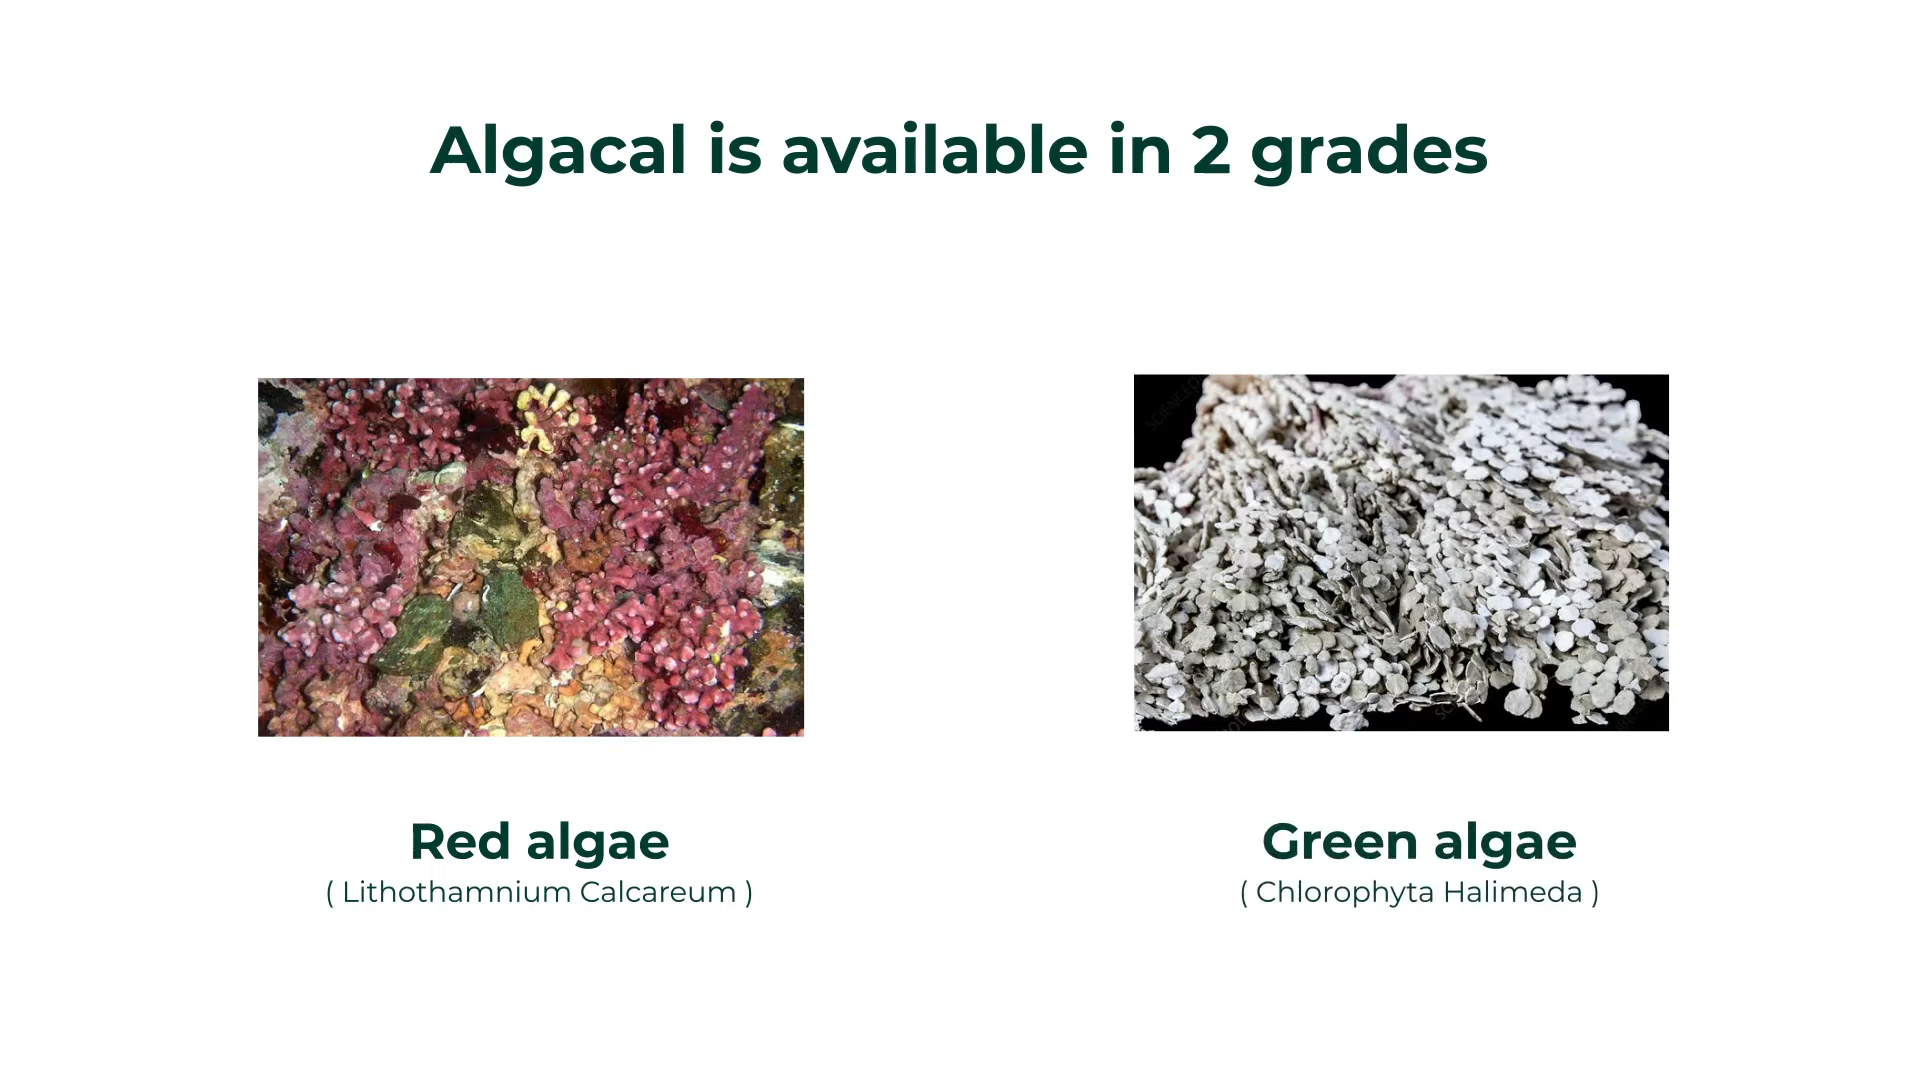 Algacal is available in 2 grades
Red algae
( Lithothamnium Calcareum )
Green algae
( Chlorophyta Halimeda )